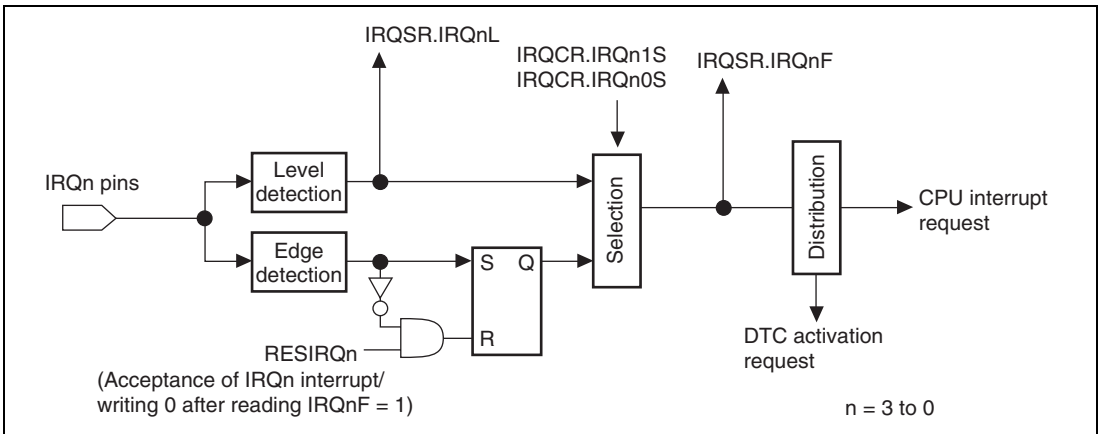 IRQSR.IRQnL
IRQCR.IRQn1S
IRQCR.IRQn0S
IRQSR.IRQnF
IRQn pins
Level
detection
Edge
detection
S Q
R
Selection
Distribution
CPU interrupt
request
DTC activation
request
RESIRQn
(Acceptance of IRQn interrupt/
writing 0 after reading IRQnF = 1)
n = 3 to 0